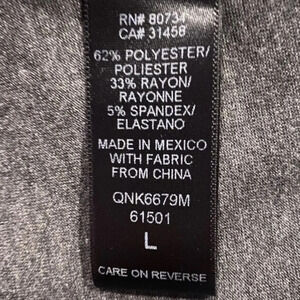 RN# 80734
CA# 31456
62% POLYESTER/
POLIESTER
33% RAYON/
RAYONNE
5% SPANDEX/
ELASTANO
MADE IN MEXICO
WITH FABRIC
FROM CHINA
QNK6679M
61501
L
CARE ON REVERSE